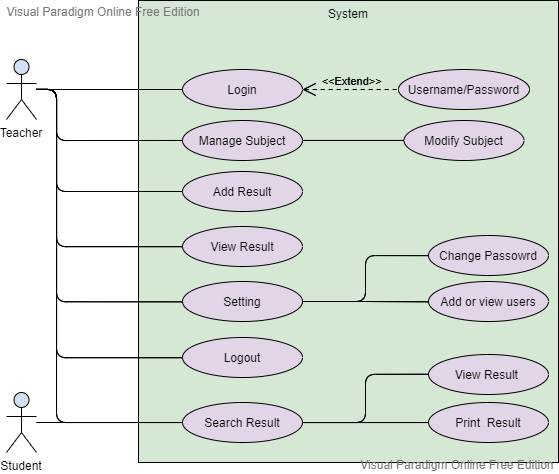 Visual Paradigm Online Free Edition
System
Teacher
Login
<<Extend>>
Username/Password
Manage Subject
Modify Subject
Add Result
View Result
Change Passowrd
Setting
Add or view users
Logout
View Result
Student
Search Result
Print Result
Visual Paradigm Online Free Edition